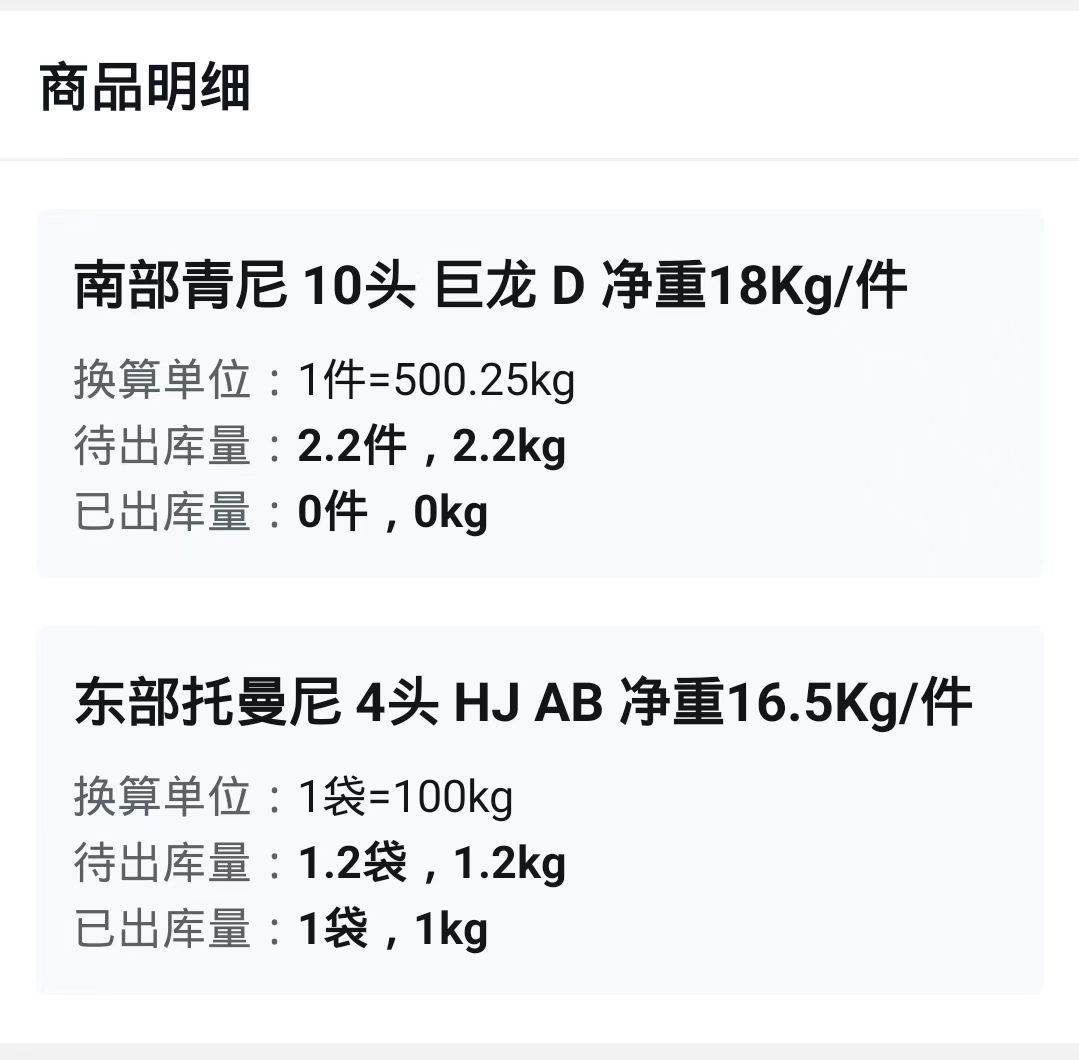 商品明细
南部青尼 10头 巨龙 D 净重18Kg/件
换算单位：1件=500.25kg
待出库量：2.2件，2.2kg
已出库量：0件，0kg
东部托曼尼 4头 HJ AB 净重16.5Kg/件
换算单位：1袋=100kg
待出库量：1.2袋，1.2kg
已出库量：1袋，1kg